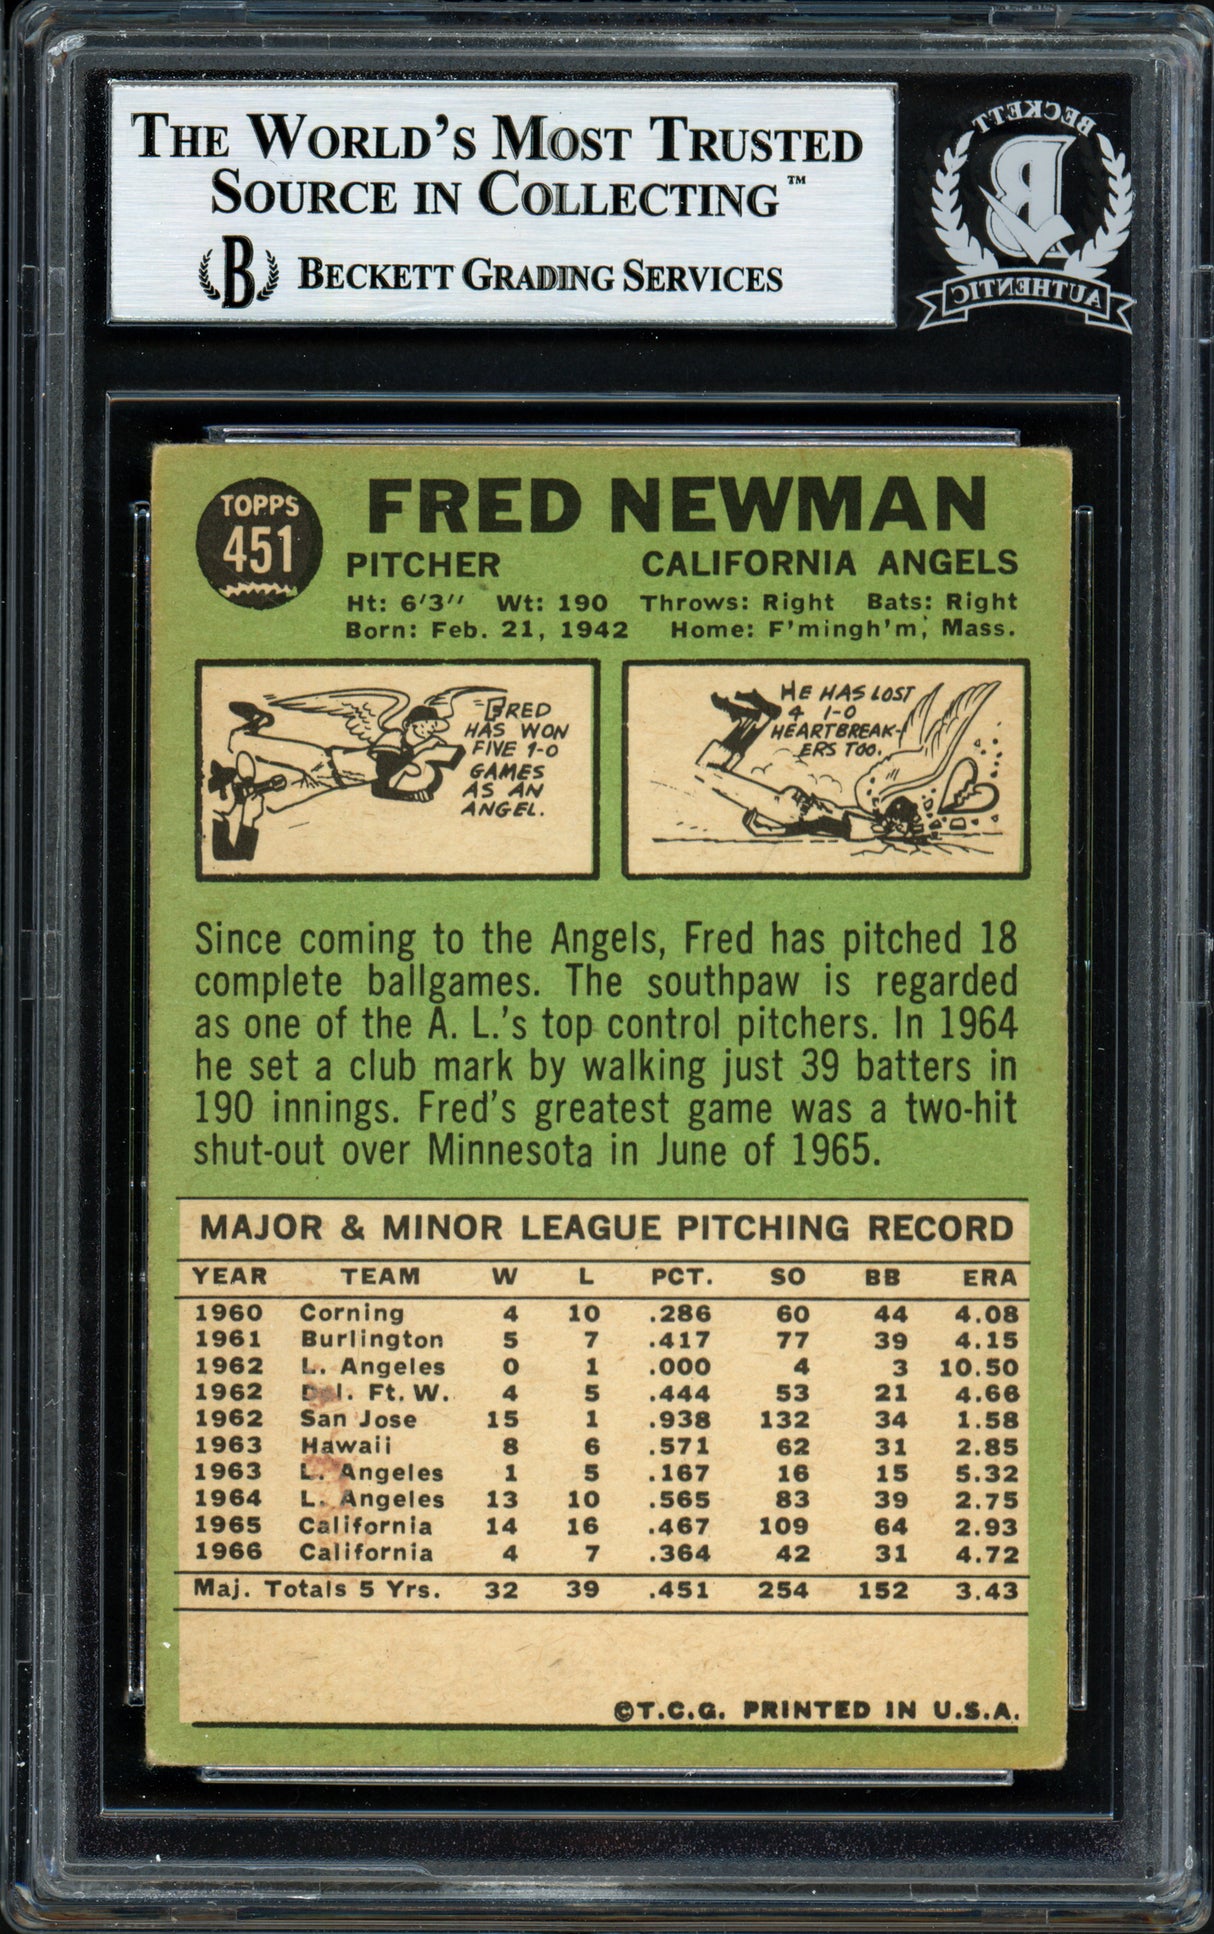 THE WORLD'S MOST TRUSTED
SOURCE IN COLLECTING™
B BECKETT GRADING SERVICES
BECKETT
B
AUTHENTIC
TOPPS
451
FRED NEWMAN
PITCHER CALIFORNIA ANGELS
Ht: 6'3" Wt: 190 Throws: Right Bats: Right
Born: Feb. 21, 1942 Home: F'mingh'm, Mass.
FRED
HAS WON
FIVE 1-0
GAMES
AS AN
ANGEL.
HE HAS LOST
4 1-0
HEARTBREAK-
ERS TOO.
Since coming to the Angels, Fred has pitched 18
complete ballgames. The southpaw is regarded
as one of the A. L.'s top control pitchers. In 1964
he set a club mark by walking just 39 batters in
190 innings. Fred's greatest game was a two-hit
shut-out over Minnesota in June of 1965.
MAJOR & MINOR LEAGUE PITCHING RECORD
YEAR TEAM W L PCT. SO BB ERA
1960 Corning 4 10 .286 60 44 4.08
1961 Burlington 5 7 .417 77 39 4.15
1962 L. Angeles 0 1 .000 4 3 10.50
1962 Dal. Ft. W. 4 5 .444 53 21 4.66
1962 San Jose 15 1 .938 132 34 1.58
1963 Hawaii 8 6 .571 62 31 2.85
1963 L. Angeles 1 5 .167 16 15 5.32
1964 L. Angeles 13 10 .565 83 39 2.75
1965 California 14 16 .467 109 64 2.93
1966 California 4 7 .364 42 31 4.72
Maj. Totals 5 Yrs. 32 39 .451 254 152 3.43
©T.C.G. PRINTED IN U.S.A.